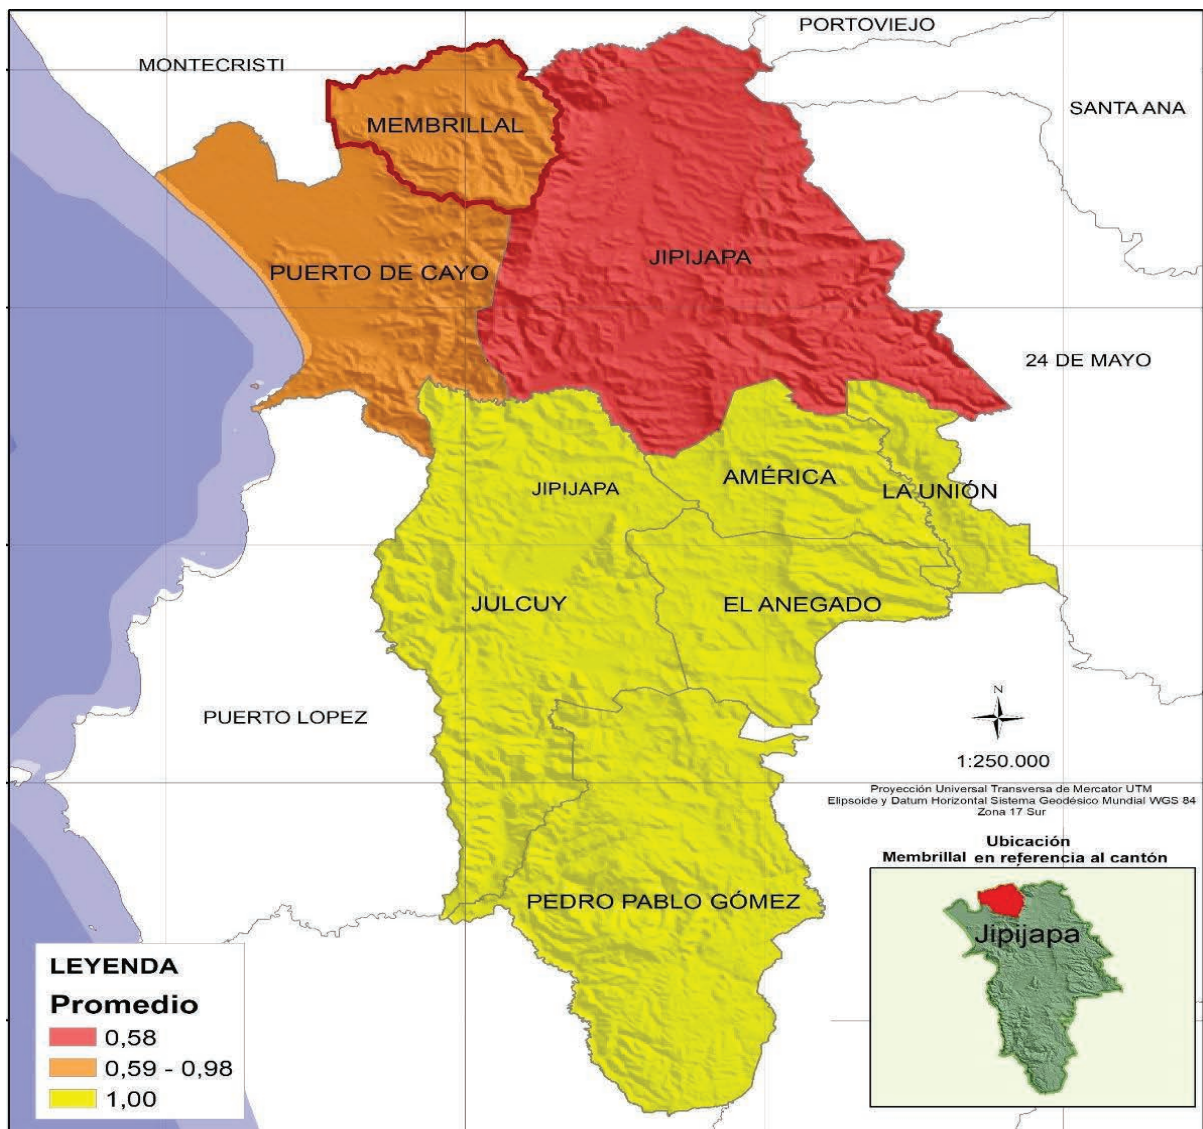 PORTOVIEJO
MONTECRISTI
SANTA ANA
MEMBRILLAL
JIPIJAPA
PUERTO DE CAYO
24 DE MAYO
AMÉRICA
JIPIJAPA
LA UNIÓN
JULCUY
EL ANEGADO
PUERTO LOPEZ
N
1:250.000
Proyección Universal Transversa de Mercator UTM
Elipsoide y Datum Horizontal Sistema Geodésico Mundial WGS 84
Zona 17 Sur
Ubicación
Membrillal en referencia al cantón
Jipijapa
PEDRO PABLO GÓMEZ
LEYENDA
Promedio
0,58
0,59 - 0,98
1,00